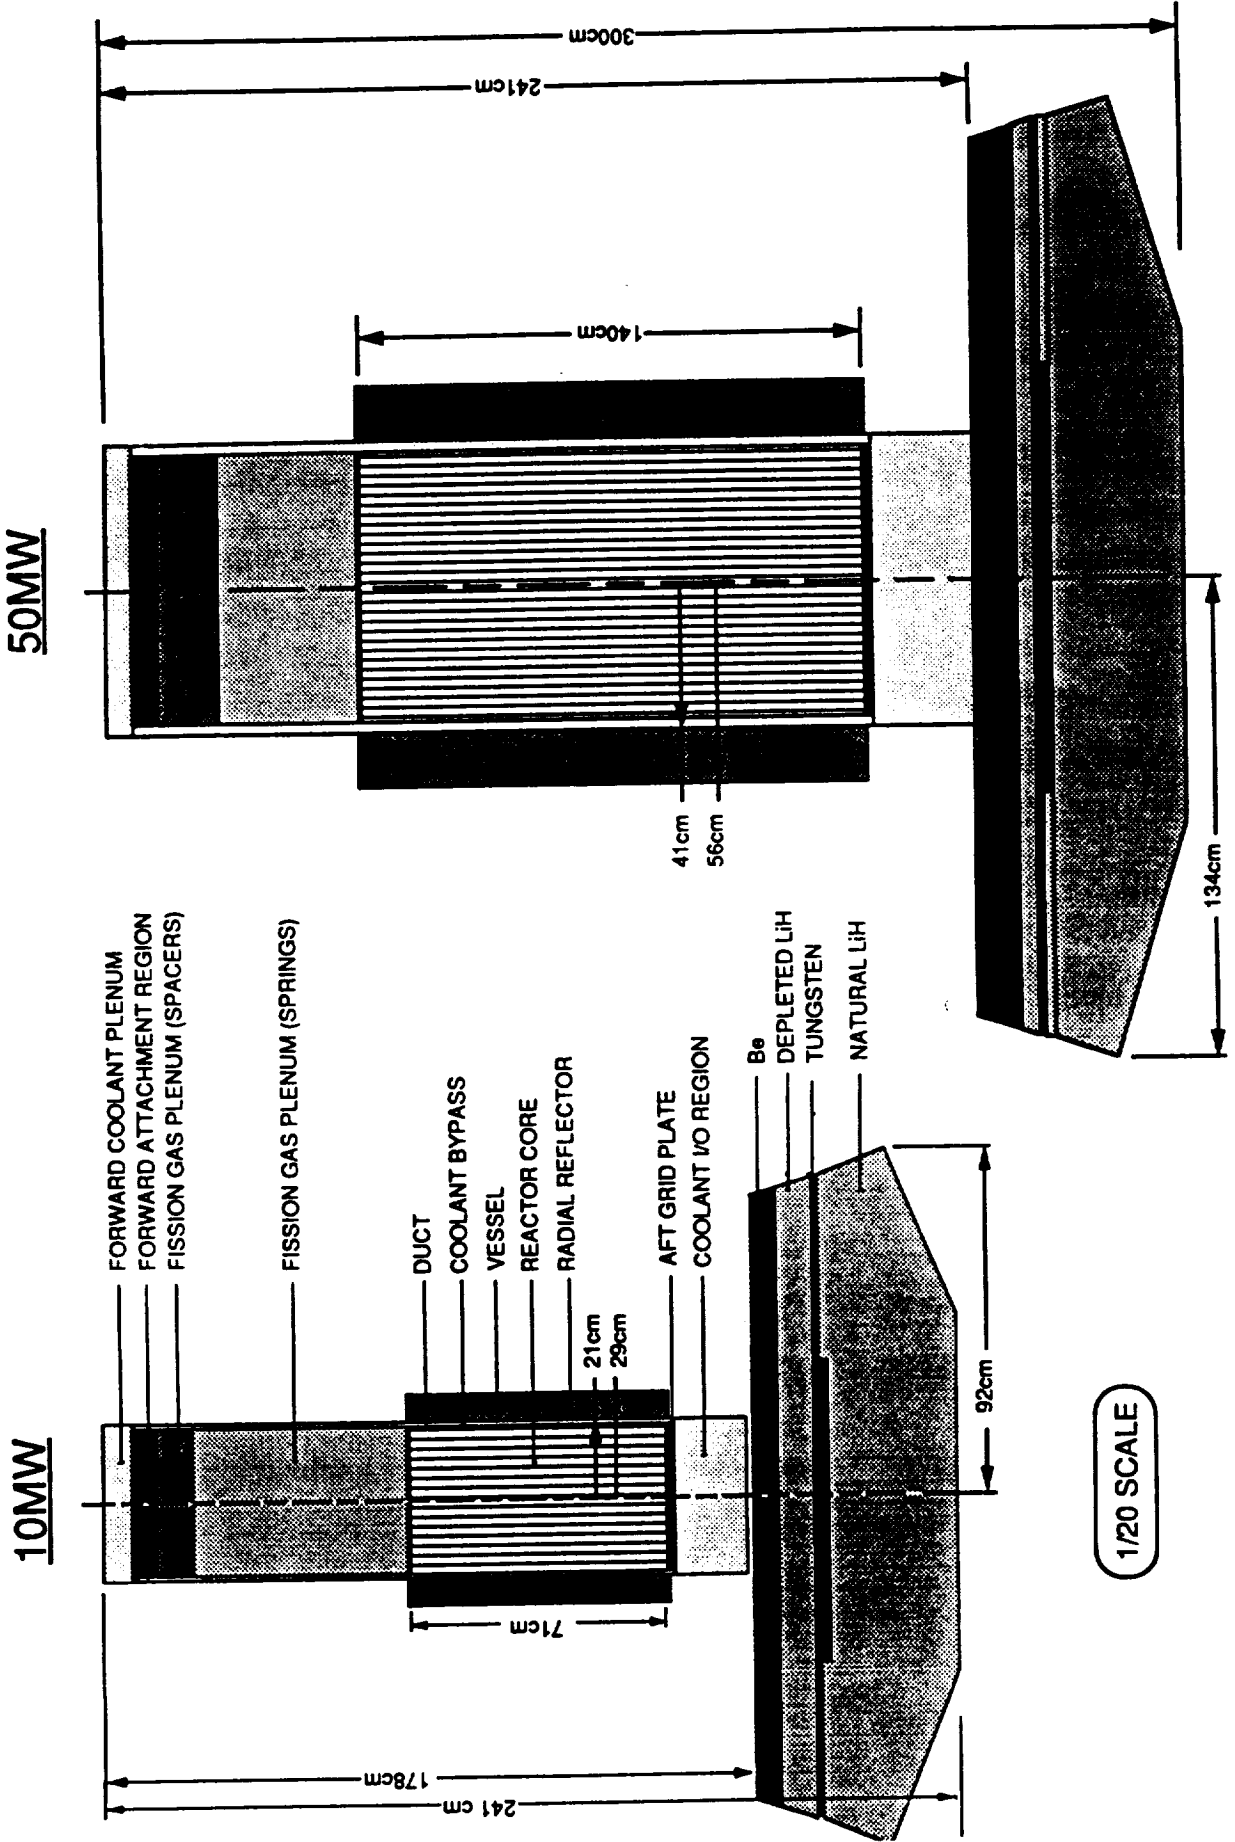 10MW
50MW
FORWARD COOLANT PLENUM
FORWARD ATTACHMENT REGION
FISSION GAS PLENUM (SPACERS)
FISSION GAS PLENUM (SPRINGS)
DUCT
COOLANT BYPASS
VESSEL
REACTOR CORE
RADIAL REFLECTOR
21cm
29cm
AFT GRID PLATE
COOLANT I/O REGION
Be
DEPLETED LiH
TUNGSTEN
NATURAL LiH
71cm
178cm
241 cm
92cm
300cm
241cm
140cm
41cm
56cm
134cm
1/20 SCALE